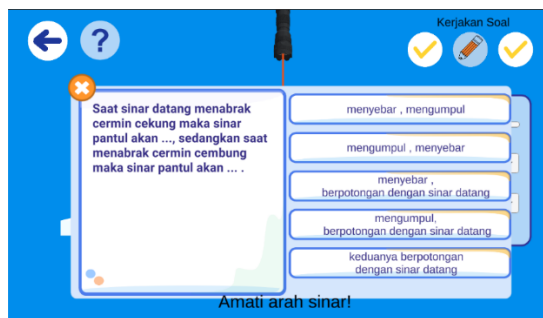 Kerjakan Soal
?
Saat sinar datang menabrak
cermin cekung maka sinar
pantul akan ..., sedangkan saat
menabrak cermin cembung
maka sinar pantul akan ... .
menyebar , mengumpul
mengumpul , menyebar
menyebar ,
berpotongan dengan sinar datang
mengumpul,
berpotongan dengan sinar datang
keduanya berpotongan
dengan sinar datang
Amati arah sinar!